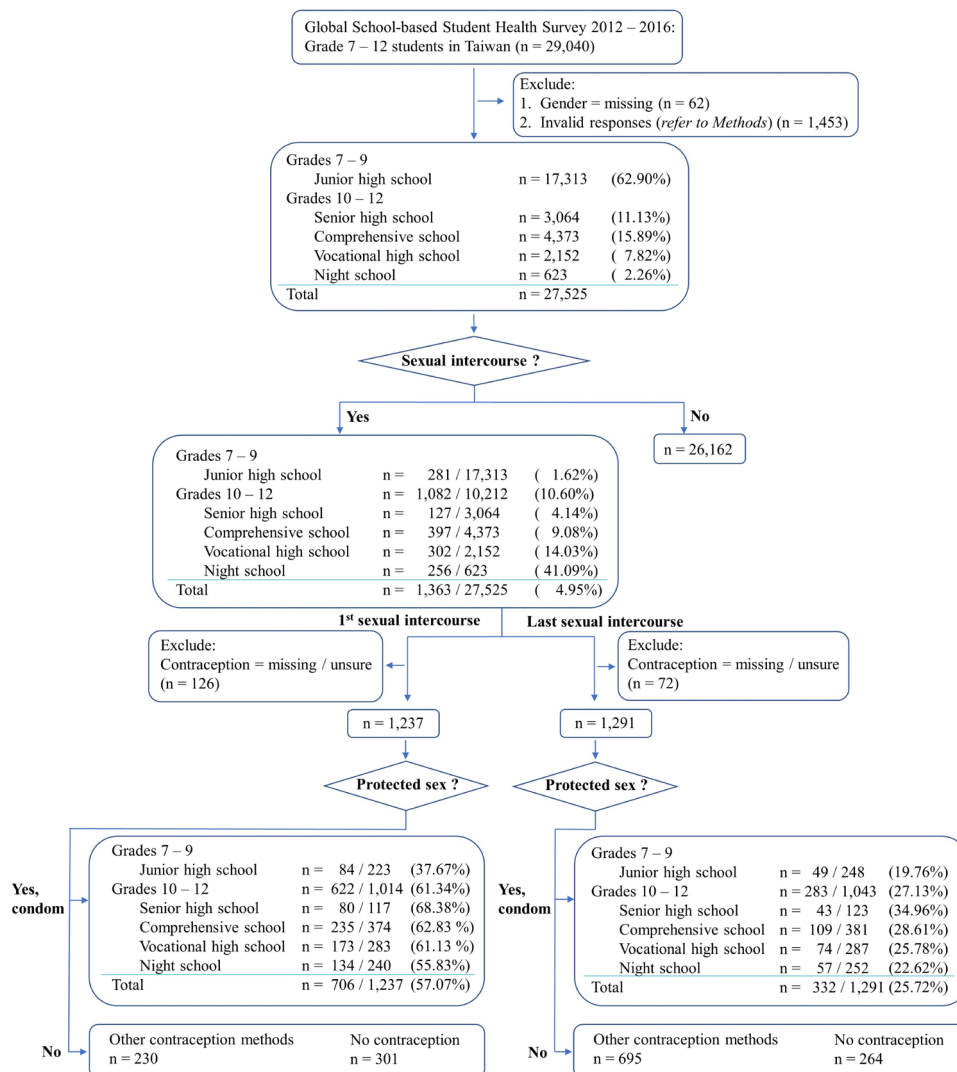 Global School-based Student Health Survey 2012 – 2016:
Grade 7 – 12 students in Taiwan (n = 29,040)
Exclude:
1. Gender = missing (n = 62)
2. Invalid responses (refer to Methods) (n = 1,453)
Grades 7 – 9
Junior high school n = 17,313 (62.90%)
Grades 10 – 12
Senior high school n = 3,064 (11.13%)
Comprehensive school n = 4,373 (15.89%)
Vocational high school n = 2,152 ( 7.82%)
Night school n = 623 ( 2.26%)
Total n = 27,525
Sexual intercourse ?
Yes
No
n = 26,162
Grades 7 – 9
Junior high school n = 281 / 17,313 ( 1.62%)
Grades 10 – 12 n = 1,082 / 10,212 (10.60%)
Senior high school n = 127 / 3,064 ( 4.14%)
Comprehensive school n = 397 / 4,373 ( 9.08%)
Vocational high school n = 302 / 2,152 ( 14.03%)
Night school n = 256 / 623 ( 41.09%)
Total n = 1,363 / 27,525 ( 4.95%)
1st sexual intercourse
Last sexual intercourse
Exclude:
Contraception = missing / unsure
(n = 126)
Exclude:
Contraception = missing / unsure
(n = 72)
n = 1,237
n = 1,291
Protected sex ?
Protected sex ?
Yes,
condom
Grades 7 – 9
Junior high school n = 84 / 223 (37.67%)
Grades 10 – 12 n = 622 / 1,014 (61.34%)
Senior high school n = 80 / 117 (68.38%)
Comprehensive school n = 235 / 374 (62.83 %)
Vocational high school n = 173 / 283 (61.13 %)
Night school n = 134 / 240 (55.83%)
Total n = 706 / 1,237 (57.07%)
No
Other contraception methods No contraception
n = 230 n = 301
Yes,
condom
Grades 7 – 9
Junior high school n = 49 / 248 (19.76%)
Grades 10 – 12 n = 283 / 1,043 (27.13%)
Senior high school n = 43 / 123 (34.96%)
Comprehensive school n = 109 / 381 (28.61%)
Vocational high school n = 74 / 287 (25.78%)
Night school n = 57 / 252 (22.62%)
Total n = 332 / 1,291 (25.72%)
No
Other contraception methods No contraception
n = 695 n = 264